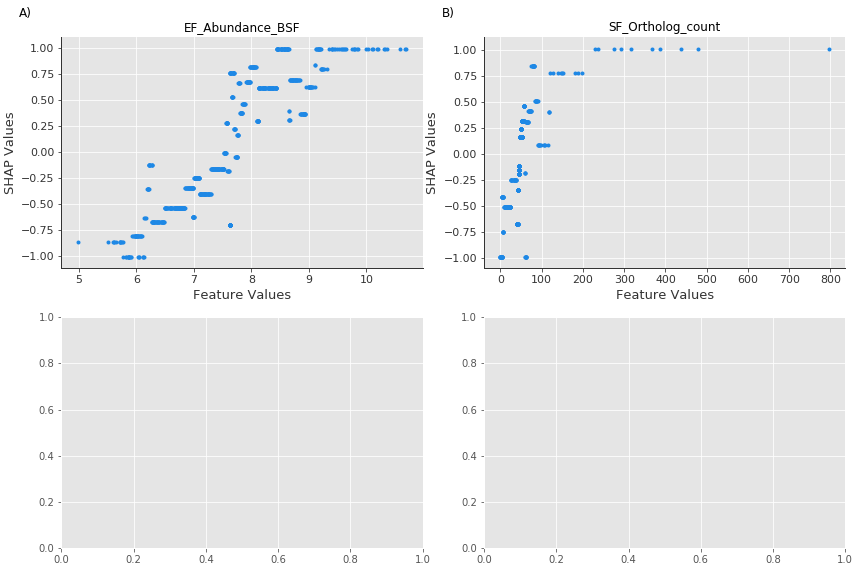 A)
EF_Abundance_BSF
SHAP Values
1.00
0.75
0.50
0.25
0.00
−0.25
−0.50
−0.75
−1.00
5 6 7 8 9 10
Feature Values
B)
SF_Ortholog_count
SHAP Values
1.00
0.75
0.50
0.25
0.00
−0.25
−0.50
−0.75
−1.00
0 100 200 300 400 500 600 700 800
Feature Values
1.0
0.8
0.6
0.4
0.2
0.0
0.0 0.2 0.4 0.6 0.8 1.0
1.0
0.8
0.6
0.4
0.2
0.0
0.0 0.2 0.4 0.6 0.8 1.0